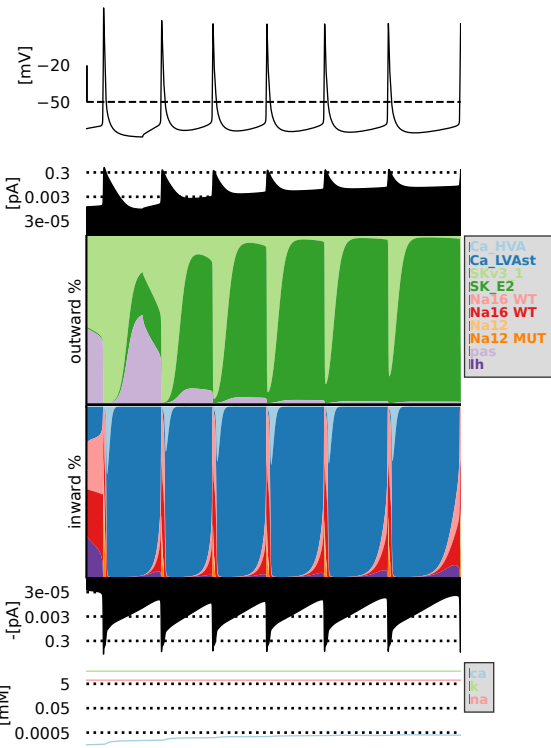 [mV]
−20
−50
[pA]
0.3
0.003
3e-05
outward %
Ca_HVA
Ca_LVAst
SKv3_1
SK_E2
Na16 WT
Na16 WT
Na12
Na12 MUT
pas
Ih
inward %
-[pA]
3e-05
0.003
0.3
[mM]
5
0.05
0.0005
ca
k
na